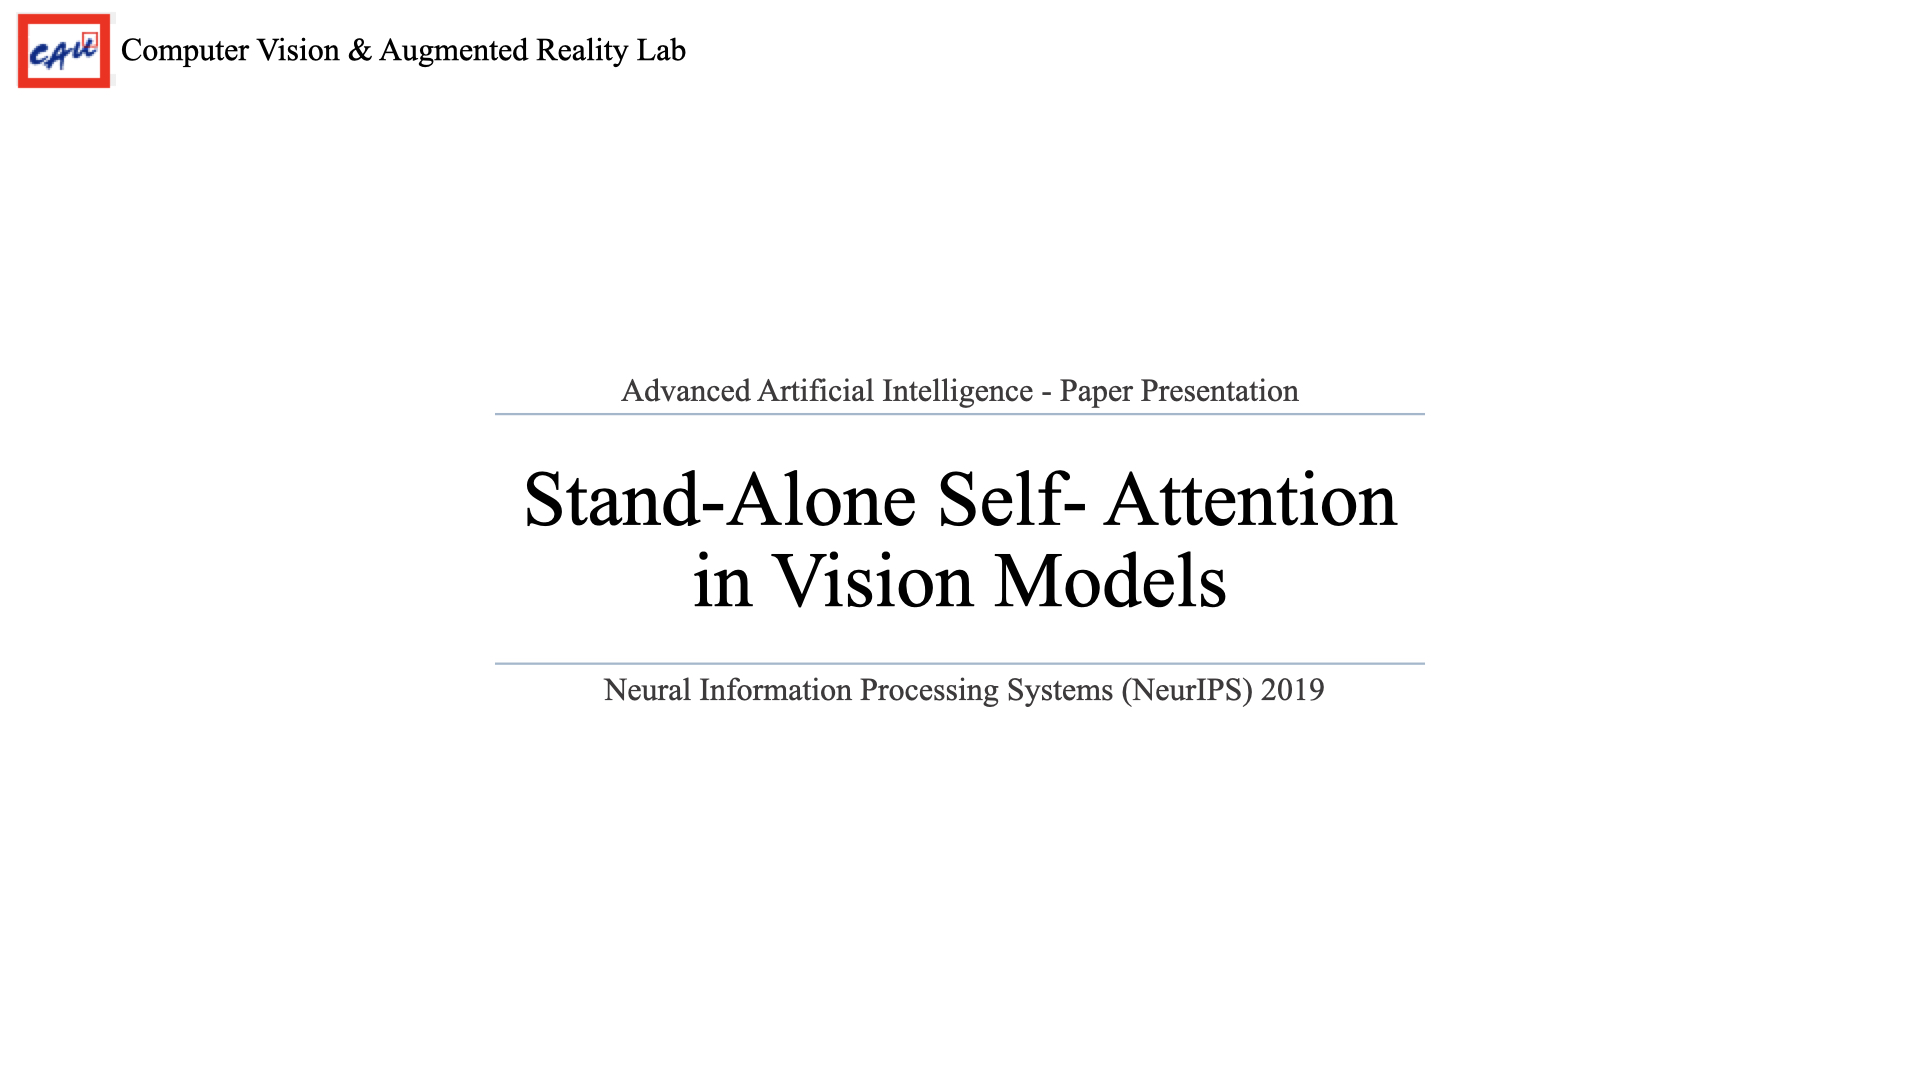 CAU
Computer Vision & Augmented Reality Lab
Advanced Artificial Intelligence - Paper Presentation
Stand-Alone Self- Attention
in Vision Models
Neural Information Processing Systems (NeurIPS) 2019